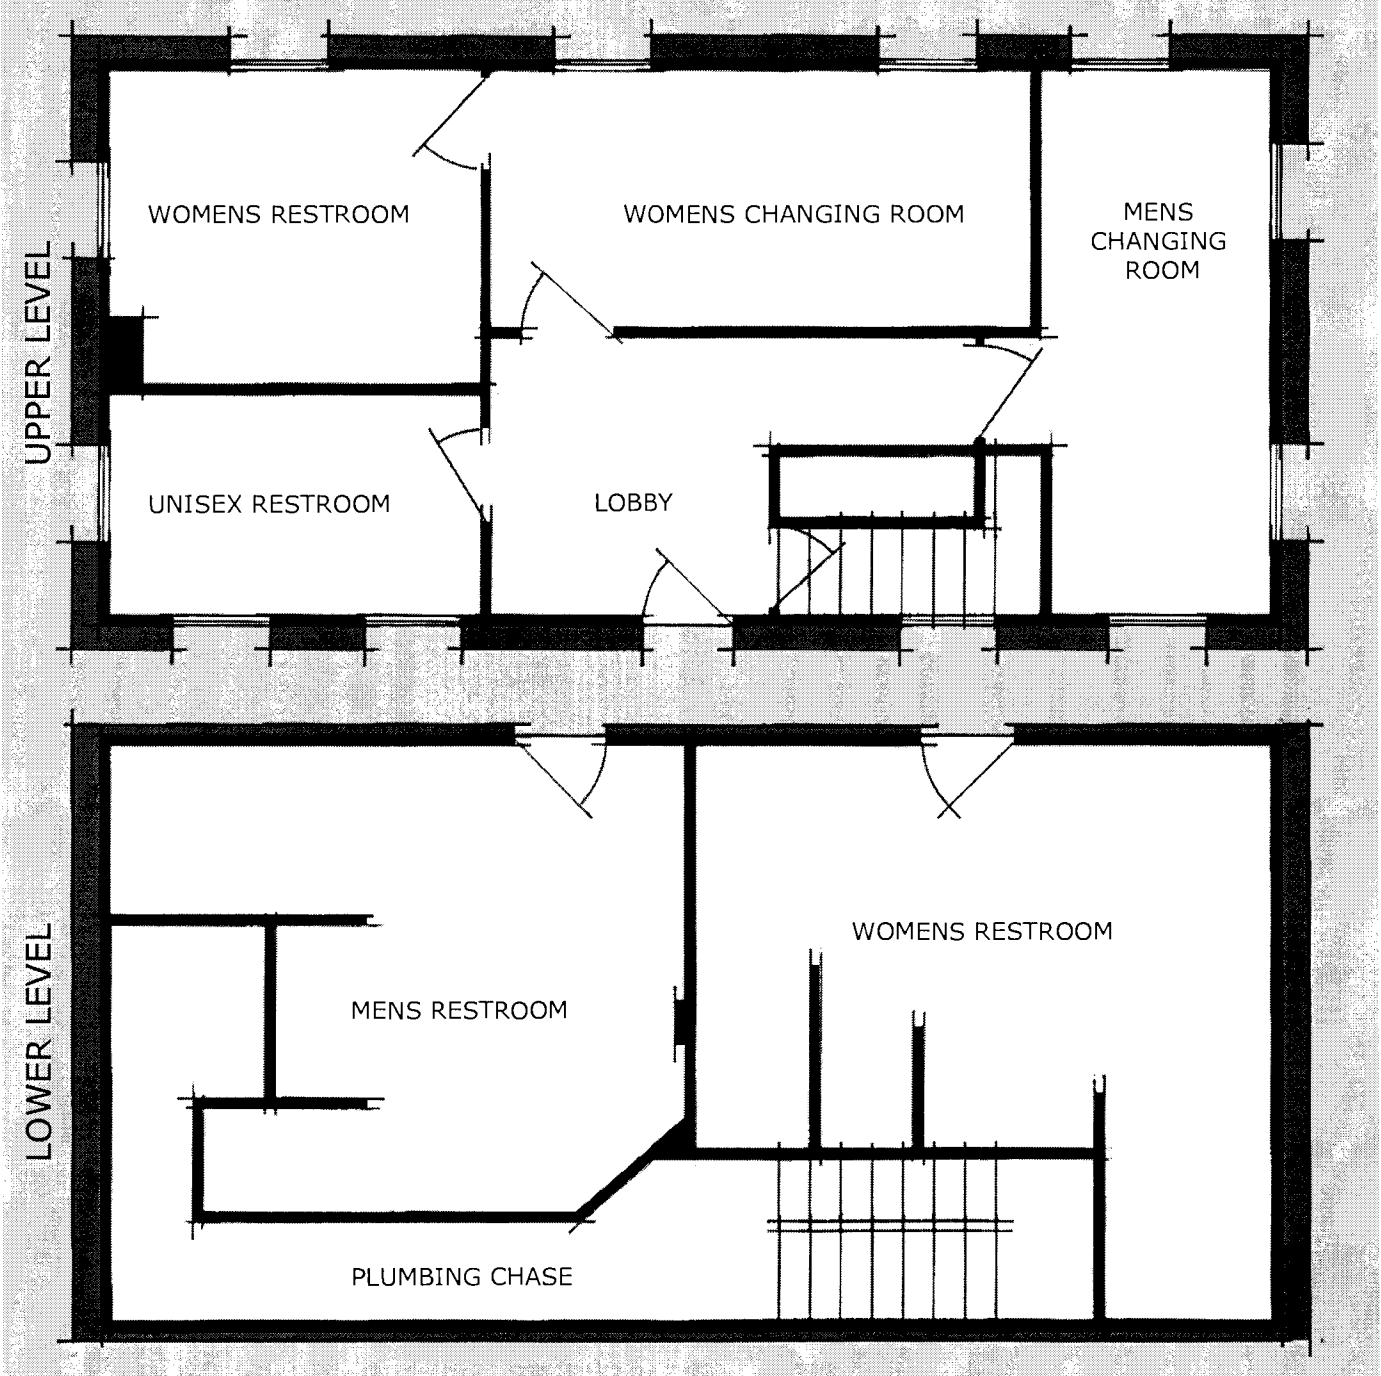 UPPER LEVEL
WOMENS RESTROOM
WOMENS CHANGING ROOM
MENS
CHANGING
ROOM
UNISEX RESTROOM
LOBBY
LOWER LEVEL
WOMENS RESTROOM
MENS RESTROOM
PLUMBING CHASE